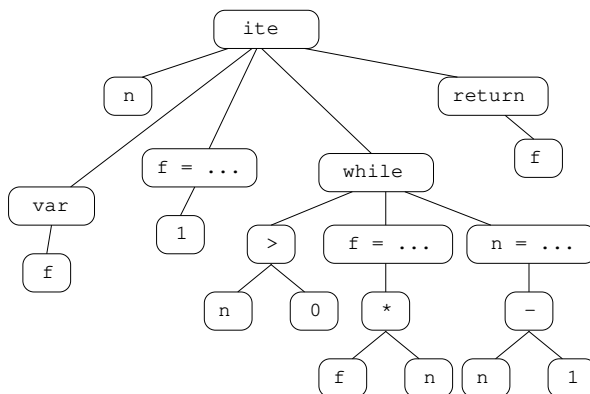 ite
n
return
f = ...
while
f
var
1
>
f = ...
n = ...
f
n
0
*
-
f
n
n
1